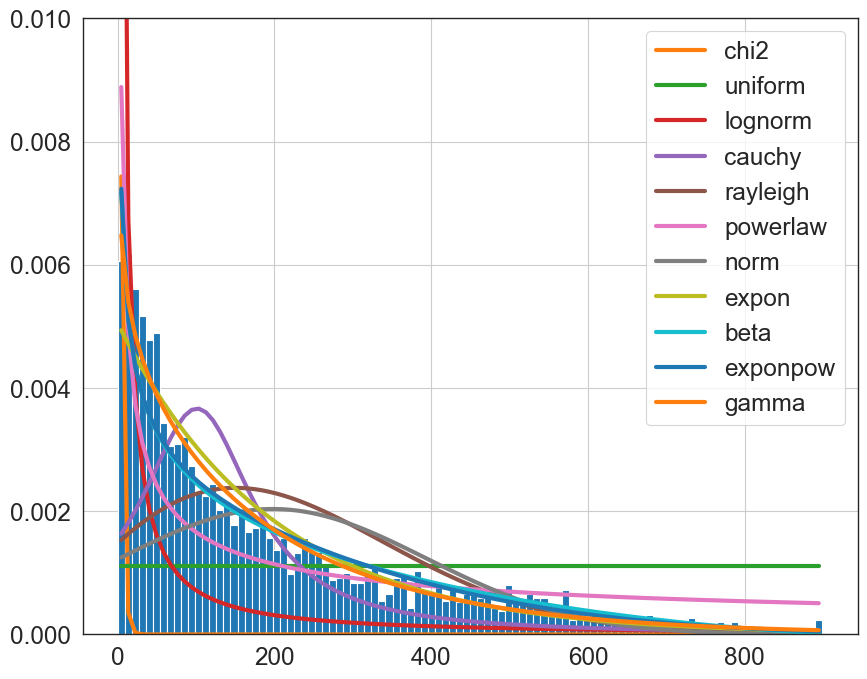 0.010
0.008
0.006
0.004
0.002
0.000
0
200
400
600
800
chi2
uniform
lognorm
cauchy
rayleigh
powerlaw
norm
expon
beta
exponpow
gamma